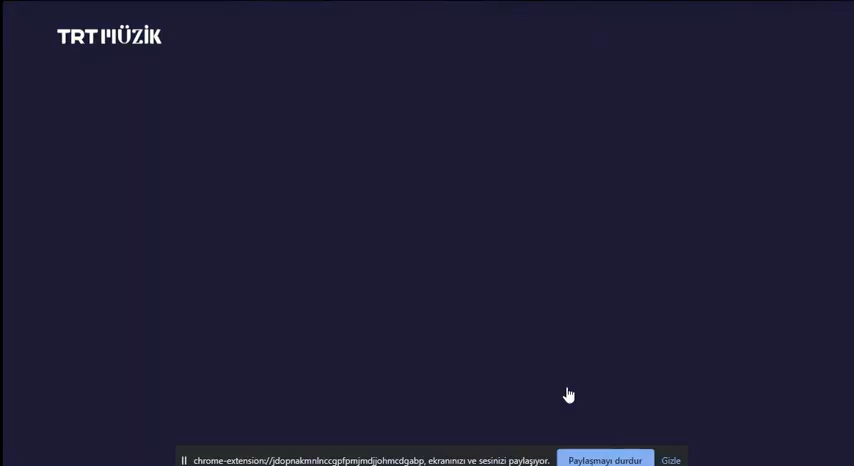 TRT MÜZİK
chrome-extension://jdopnakmnlnccgpfpmjmdjjohmcdgabp, ekranınızı ve sesinizi paylaşıyor. Paylaşmayı durdur Gizle